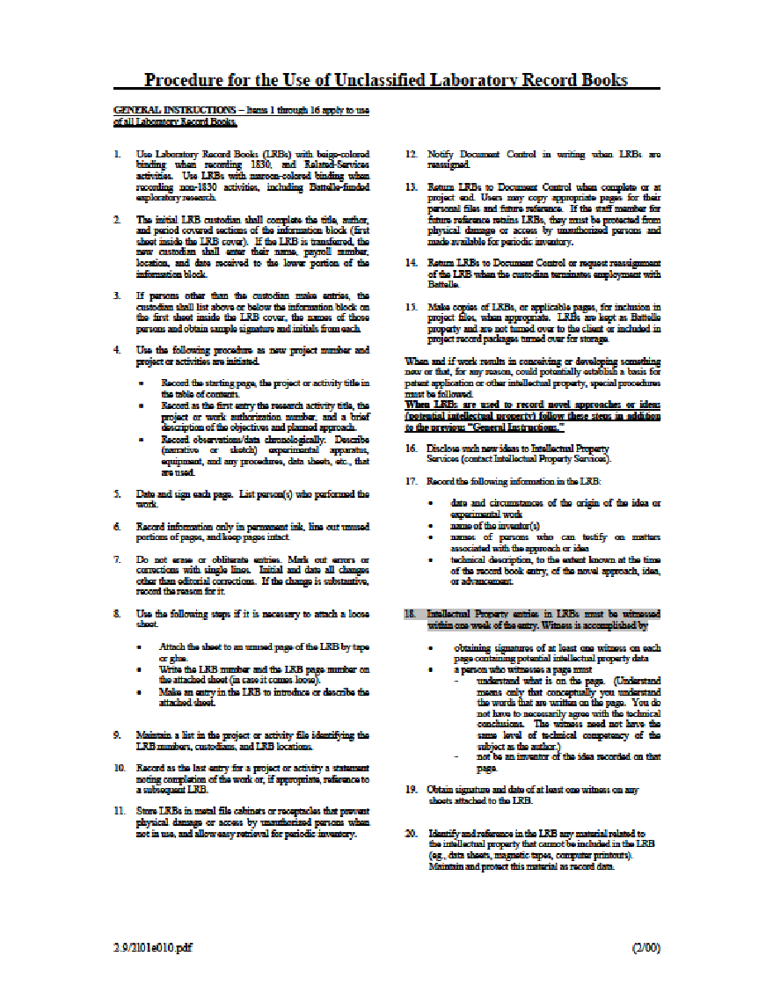 Procedure for the Use of Unclassified Laboratory Record Books
GENERAL INSTRUCTIONS – Items 1 through 16 apply to use
of all Laboratory Record Books.
1. Use Laboratory Record Books (LRBs) with beige-colored
binding when recording 1830, and Related-Services
activities. Use LRBs with maroon-colored binding when
recording non-1830 activities, including Battelle-funded
exploratory research.
2. The initial LRB custodian shall complete the title, author,
and period covered sections of the information block (first
sheet inside the LRB cover). If the LRB is transferred, the
new custodian shall enter their name, payroll number,
location, and date received to the lower portion of the
information block.
3. If persons other than the custodian make entries, the
custodian shall list above or below the information block on
the first sheet inside the LRB cover, the names of those
persons and obtain sample signature and initials from each.
4. Use the following procedure as new project number and
project or activities are initiated.
• Record the starting page, the project or activity title in
the table of contents.
• Record as the first entry the research activity title, the
project or work authorization number, and a brief
description of the objectives and planned approach.
• Record observations/data chronologically. Describe
(narrative or sketch) experimental apparatus,
equipment, and any procedures, data sheets, etc., that
are used.
5. Date and sign each page. List person(s) who performed the
work.
6. Record information only in permanent ink, line out unused
portions of pages, and keep pages intact.
7. Do not erase or obliterate entries. Mark out errors or
corrections with single lines. Initial and date all changes
other than editorial corrections. If the change is substantive,
record the reason for it.
8. Use the following steps if it is necessary to attach a loose
sheet.
• Attach the sheet to an unused page of the LRB by tape
or glue.
• Write the LRB number and the LRB page number on
the attached sheet (in case it comes loose).
• Make an entry in the LRB to introduce or describe the
attached sheet.
9. Maintain a list in the project or activity file identifying the
LRB numbers, custodians, and LRB locations.
10. Record as the last entry for a project or activity a statement
noting completion of the work or, if appropriate, reference to
a subsequent LRB.
11. Store LRBs in metal file cabinets or receptacles that prevent
physical damage or access by unauthorized persons when
not in use, and allow easy retrieval for periodic inventory.
12. Notify Document Control in writing when LRBs are
reassigned.
13. Return LRBs to Document Control when complete or at
project end. Users may copy appropriate pages for their
personal files and future reference. If the staff member for
future reference retains LRBs, they must be protected from
physical damage or access by unauthorized persons and
made available for periodic inventory.
14. Return LRBs to Document Control or request reassignment
of the LRB when the custodian terminates employment with
Battelle.
15. Make copies of LRBs, or applicable pages, for inclusion in
project files, when appropriate. LRBs are kept as Battelle
property and are not turned over to the client or included in
project record packages turned over for storage.
When and if work results in conceiving or developing something
new or that, for any reason, could potentially establish a basis for
patent application or other intellectual property, special procedures
must be followed.
When LRBs are used to record novel approaches or ideas
(potential intellectual property) follow these steps in addition
to the previous "General Instructions."
16. Disclose such new ideas to Intellectual Property
Services (contact Intellectual Property Services).
17. Record the following information in the LRB:
• date and circumstances of the origin of the idea or
experimental work
• name of the inventor(s)
• names of persons who can testify on matters
associated with the approach or idea
• technical description, to the extent known at the time
of the record book entry, of the novel approach, idea,
or advancement.
18. Intellectual Property entries in LRBs must be witnessed
within one week of the entry. Witness is accomplished by
• obtaining signatures of at least one witness on each
page containing potential intellectual property data
• a person who witnesses a page must
- understand what is on the page. (Understand
means only that conceptually you understand
the words that are written on the page. You do
not have to necessarily agree with the technical
conclusions. The witness need not have the
same level of technical competency of the
subject as the author.)
- not be an inventor of the idea recorded on that
page.
19. Obtain signature and date of at least one witness on any
sheets attached to the LRB.
20. Identify and reference in the LRB any material related to
the intellectual property that cannot be included in the LRB
(eg., data sheets, magnetic tapes, computer printouts).
Maintain and protect this material as record data.
2.9/2l01e010.pdf
(2/00)